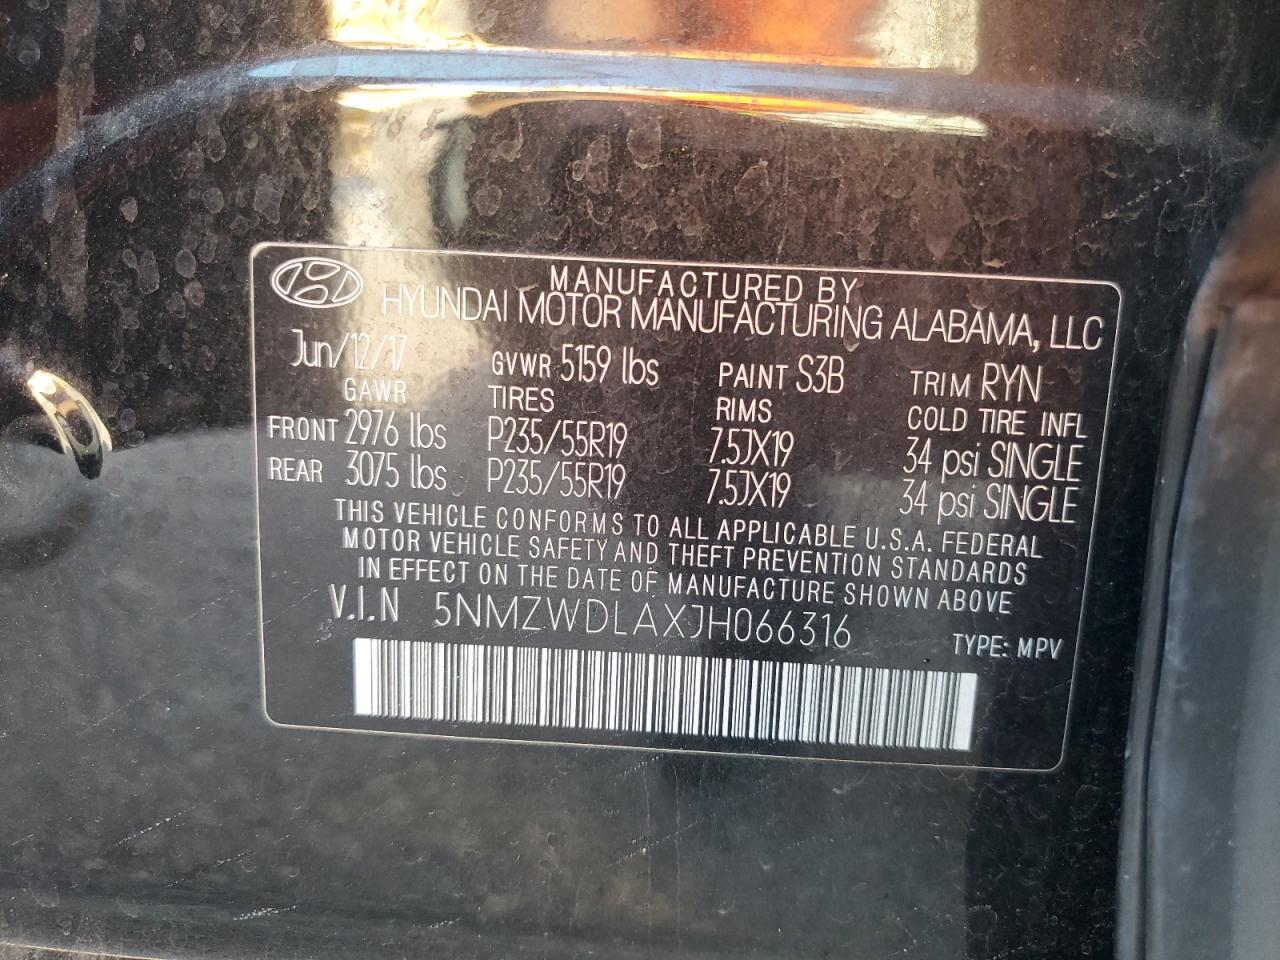 MANUFACTURED BY
HYUNDAI MOTOR MANUFACTURING ALABAMA, LLC
Jun/12/17 GVWR 5159 lbs PAINT S3B TRIM RYN
GAWR TIRES RIMS COLD TIRE INFL
FRONT 2976 lbs P235/55R19 7.5JX19 34 psi SINGLE
REAR 3075 lbs P235/55R19 7.5JX19 34 psi SINGLE
THIS VEHICLE CONFORMS TO ALL APPLICABLE U.S.A. FEDERAL
MOTOR VEHICLE SAFETY AND THEFT PREVENTION STANDARDS
IN EFFECT ON THE DATE OF MANUFACTURE SHOWN ABOVE
V.I.N 5NMZWDLAXJH066316 TYPE: MPV